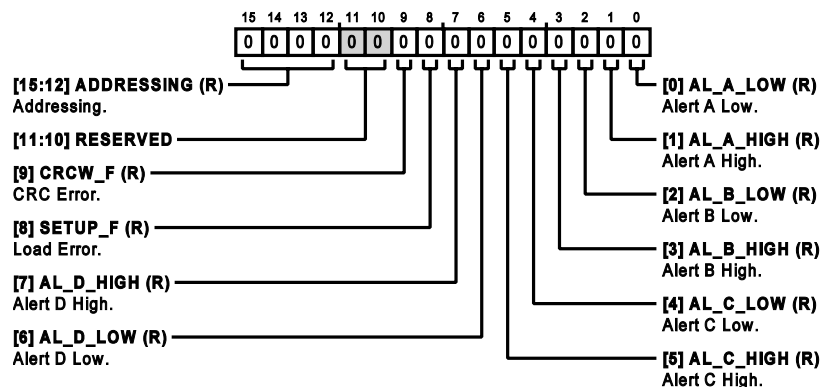 15 14 13 12 11 10 9 8 7 6 5 4 3 2 1 0
0 0 0 0 0 0 0 0 0 0 0 0 0 0 0 0
[15:12] ADDRESSING (R)
Addressing.
[11:10] RESERVED
[9] CRCW_F (R)
CRC Error.
[8] SETUP_F (R)
Load Error.
[7] AL_D_HIGH (R)
Alert D High.
[6] AL_D_LOW (R)
Alert D Low.
[0] AL_A_LOW (R)
Alert A Low.
[1] AL_A_HIGH (R)
Alert A High.
[2] AL_B_LOW (R)
Alert B Low.
[3] AL_B_HIGH (R)
Alert B High.
[4] AL_C_LOW (R)
Alert C Low.
[5] AL_C_HIGH (R)
Alert C High.